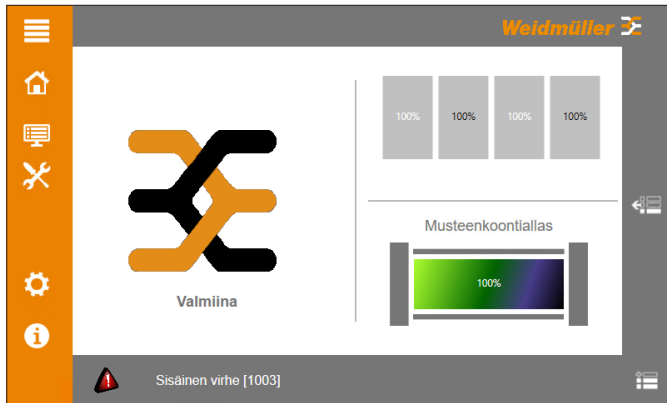 Weidmüller
100% 100% 100% 100%
Musteenkoontiallas
100%
Valmiina
Sisäinen virhe [1003]